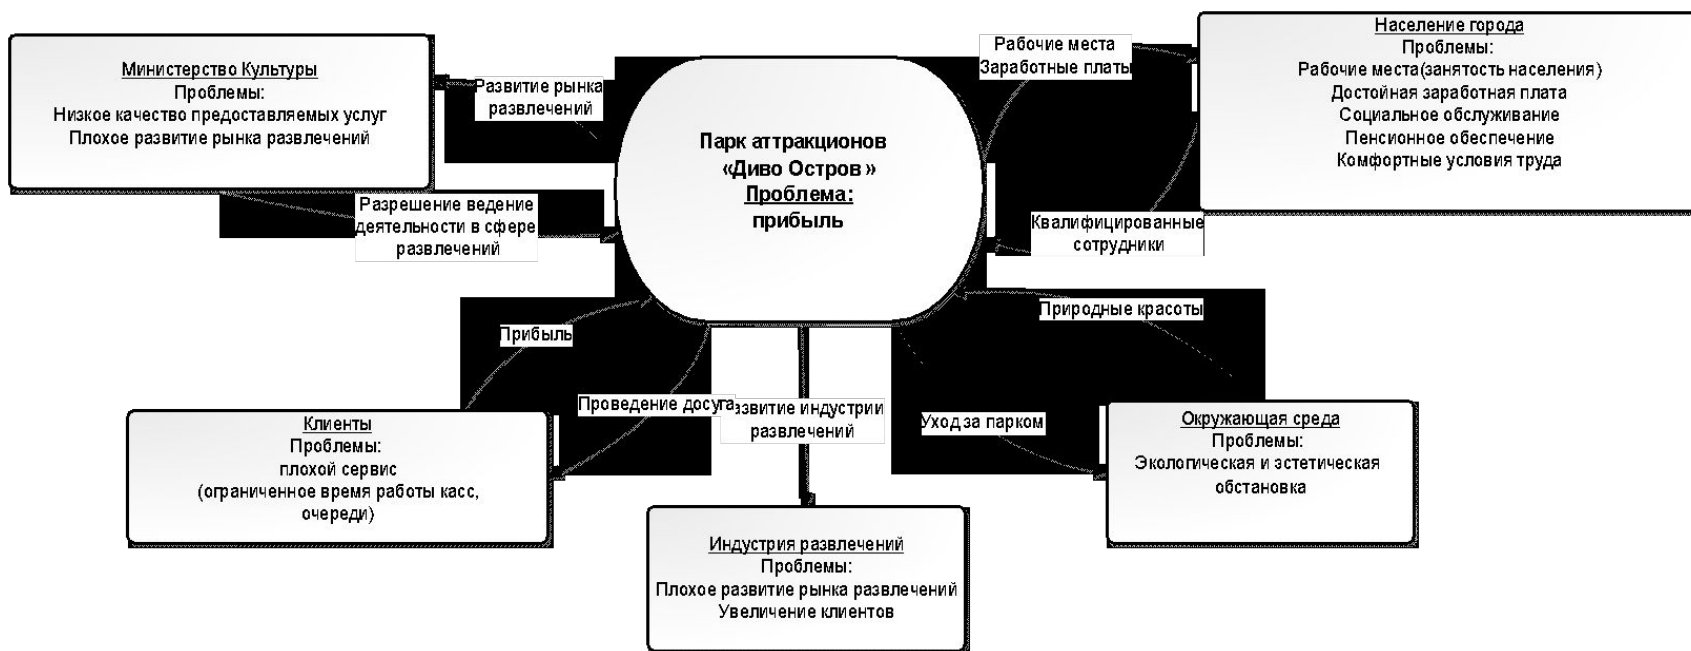 Министерство Культуры
Проблемы:
Низкое качество предоставляемых услуг
Плохое развитие рынка развлечений
Развитие рынка
развлечений
Разрешение ведение
деятельности в сфере
развлечений
Парк аттракционов
«Диво Остров »
Проблема:
прибыль
Рабочие места
Заработные платы
Население города
Проблемы:
Рабочие места(занятость населения)
Достойная заработная плата
Социальное обслуживание
Пенсионное обеспечение
Комфортные условия труда
Квалифицированные
сотрудники
Прибыль
Проведение досуга
азвитие индустрии
развлечений
Природные красоты
Уход за парком
Клиенты
Проблемы:
плохой сервис
(ограниченное время работы касс,
очереди)
Индустрия развлечений
Проблемы:
Плохое развитие рынка развлечений
Увеличение клиентов
Окружающая среда
Проблемы:
Экологическая и эстетическая
обстановка